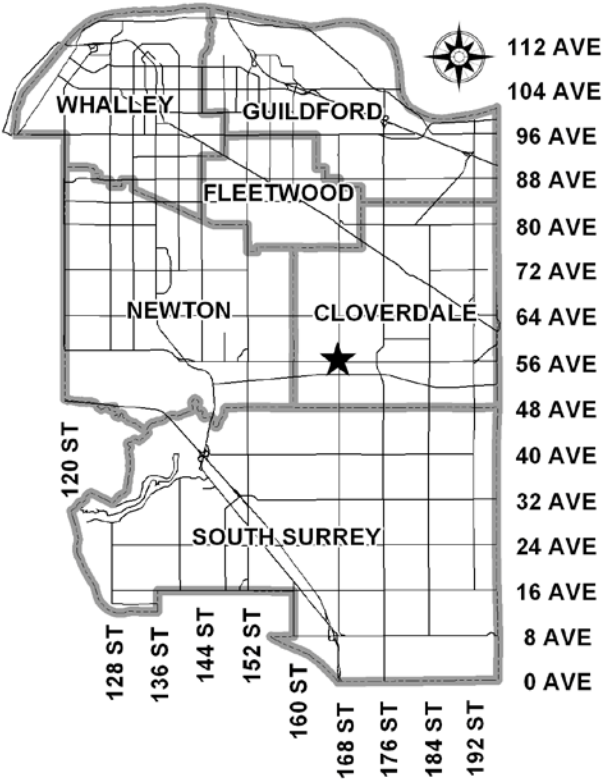 112 AVE
104 AVE
WHALLEY
GUILDFORD
96 AVE
88 AVE
FLEETWOOD
80 AVE
72 AVE
NEWTON
CLOVERDALE
64 AVE
56 AVE
48 AVE
120 ST
40 AVE
32 AVE
SOUTH SURREY
24 AVE
16 AVE
8 AVE
0 AVE
128 ST
136 ST
144 ST
152 ST
160 ST
168 ST
176 ST
184 ST
192 ST